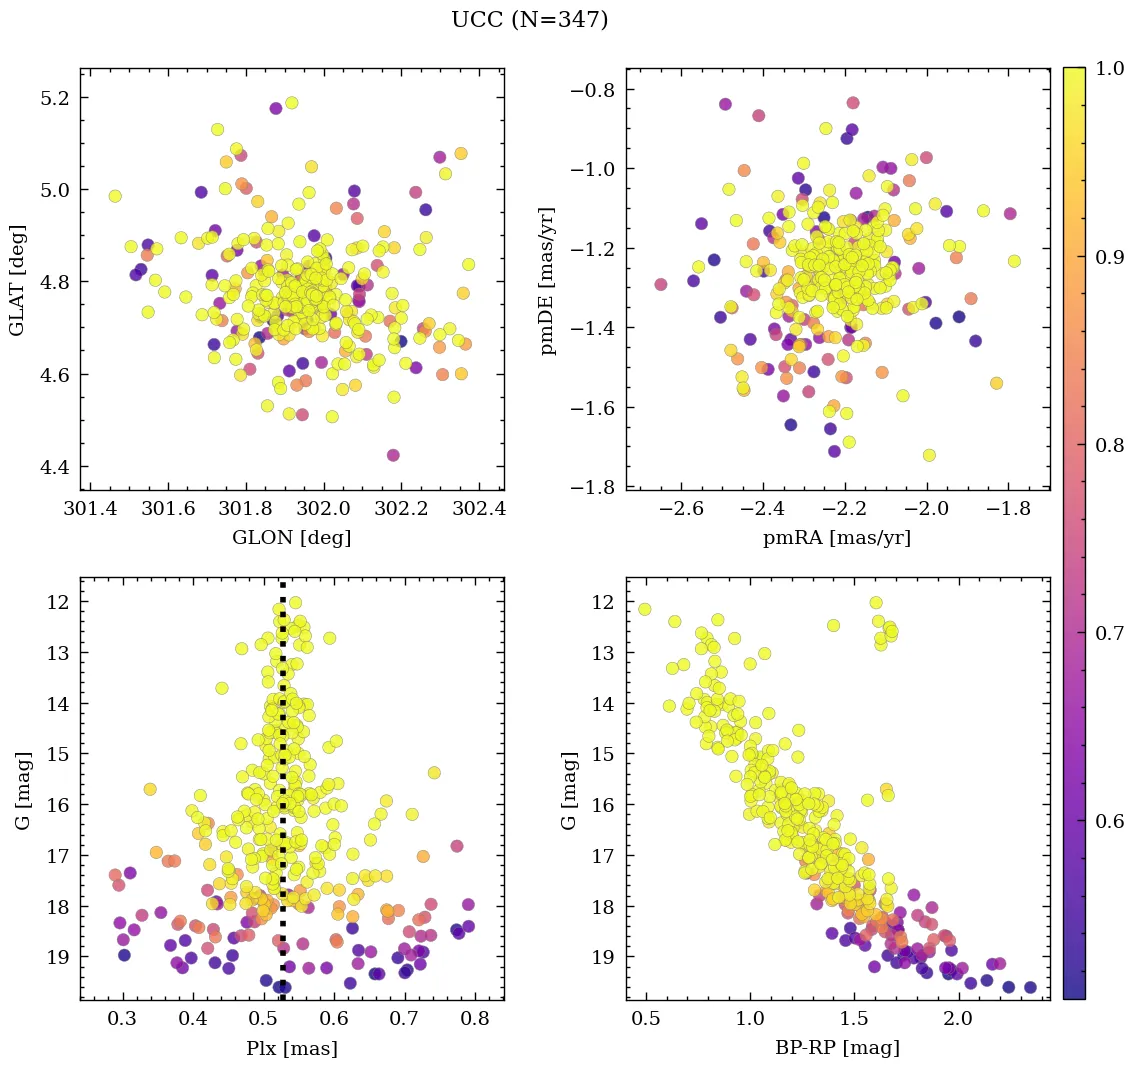 UCC (N=347)
5.2
5.0
4.8
4.6
4.4
GLAT [deg]
301.4 301.6 301.8 302.0 302.2 302.4
GLON [deg]
−0.8
−1.0
−1.2
−1.4
−1.6
−1.8
pmDE [mas/yr]
−2.6 −2.4 −2.2 −2.0 −1.8
pmRA [mas/yr]
1.0
0.9
0.8
0.7
0.6
12
13
14
15
16
17
18
19
G [mag]
0.3 0.4 0.5 0.6 0.7 0.8
Plx [mas]
12
13
14
15
16
17
18
19
G [mag]
0.5 1.0 1.5 2.0
BP-RP [mag]